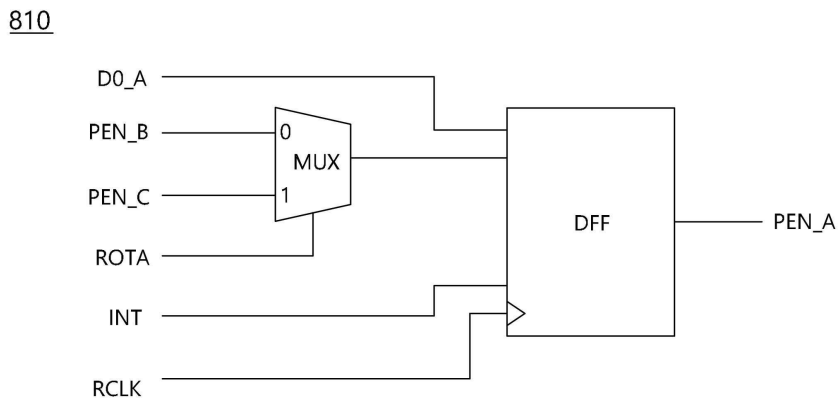 810
D0_A
PEN_B
0
MUX
PEN_C
1
DFF
PEN_A
ROTA
INT
RCLK